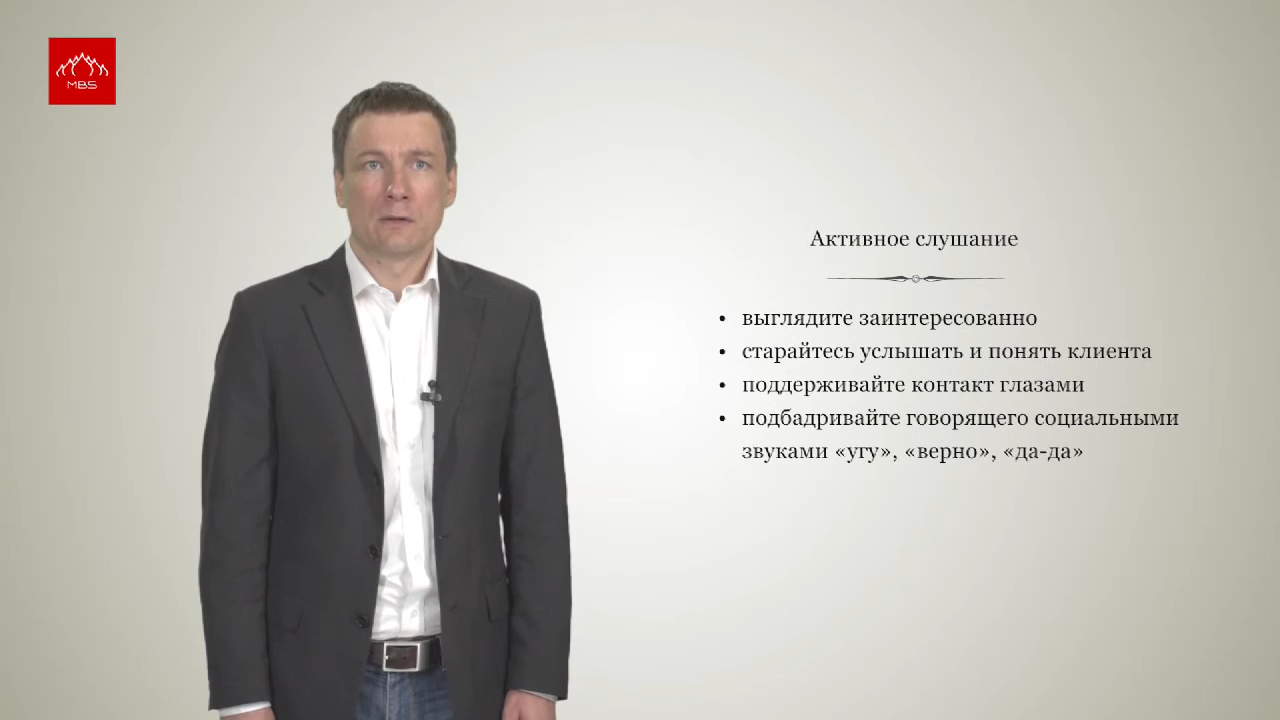 MBS
Активное слушание
• выглядите заинтересованно
• старайтесь услышать и понять клиента
• поддерживайте контакт глазами
• подбадривайте говорящего социальными
звуками «угу», «верно», «да-да»